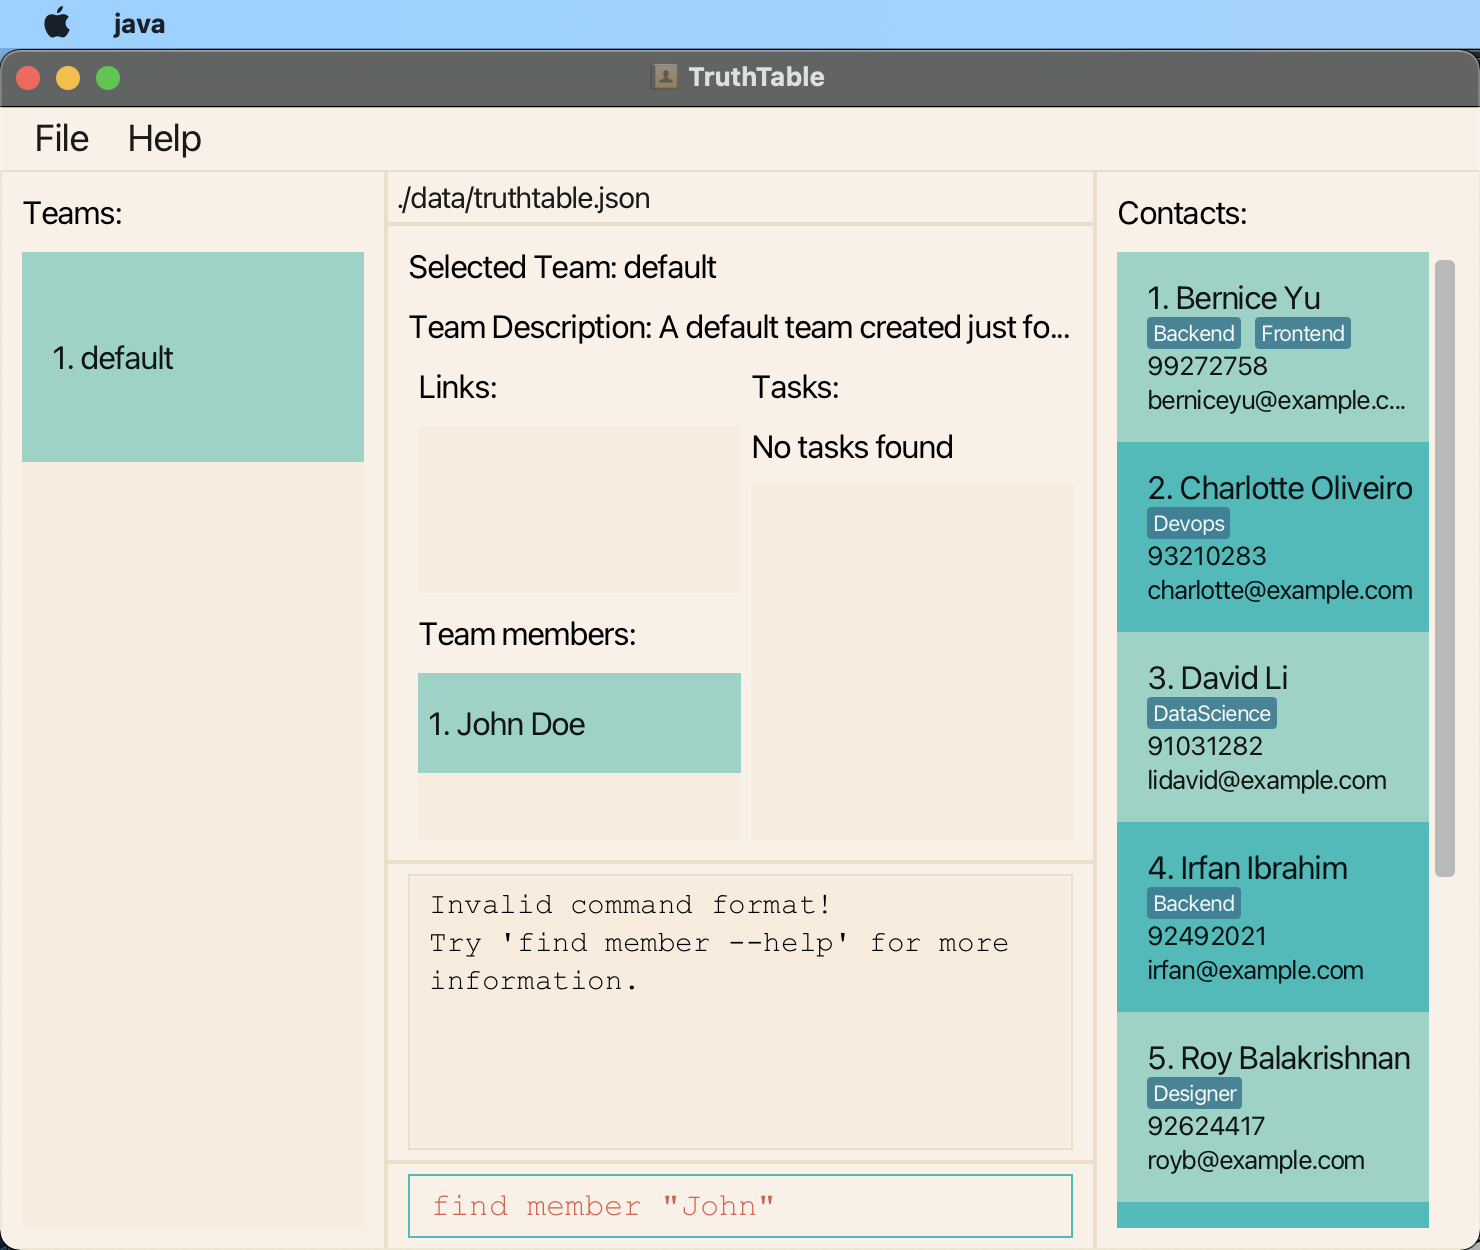 java
TruthTable
File Help
Teams:
1. default
./data/truthtable.json
Selected Team: default
Team Description: A default team created just fo...
Links:
Tasks:
No tasks found
Team members:
1. John Doe
Invalid command format!
Try 'find member --help' for more
information.
find member "John"
Contacts:
1. Bernice Yu
Backend Frontend
99272758
berniceyu@example.c...
2. Charlotte Oliveiro
Devops
93210283
charlotte@example.com
3. David Li
DataScience
91031282
lidavid@example.com
4. Irfan Ibrahim
Backend
92492021
irfan@example.com
5. Roy Balakrishnan
Designer
92624417
royb@example.com